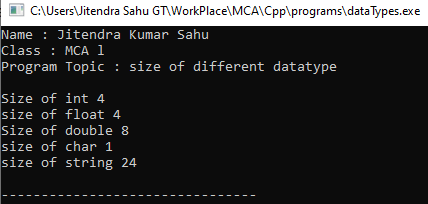 C:\Users\Jitendra Sahu GT\WorkPlace\MCA\Cpp\programs\dataTypes.exe
Name : Jitendra Kumar Sahu
Class : MCA l
Program Topic : size of different datatype
Size of int 4
size of float 4
Size of double 8
size of char 1
size of string 24
--------------------------------